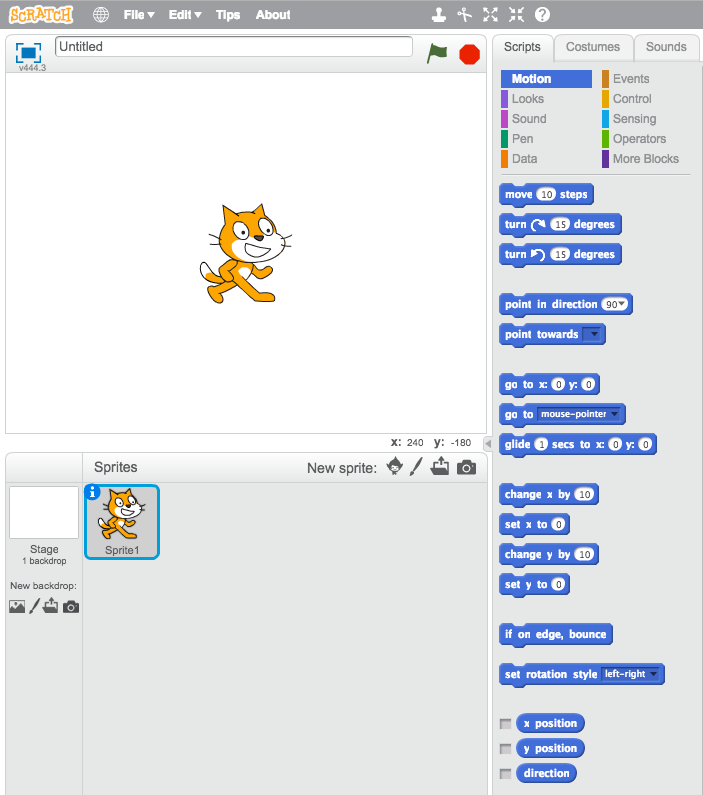 SCRATCH File Edit Tips About
Untitled
v444.3
x: 240 y: -180
Sprites New sprite:
Sprite1
Stage
1 backdrop
New backdrop:
Scripts Costumes Sounds
Motion Events
Looks Control
Sound Sensing
Pen Operators
Data More Blocks
move 10 steps
turn 15 degrees
turn 15 degrees
point in direction 90
point towards
go to x: 0 y: 0
go to mouse-pointer
glide 1 secs to x: 0 y: 0
change x by 10
set x to 0
change y by 10
set y to 0
if on edge, bounce
set rotation style left-right
x position
y position
direction